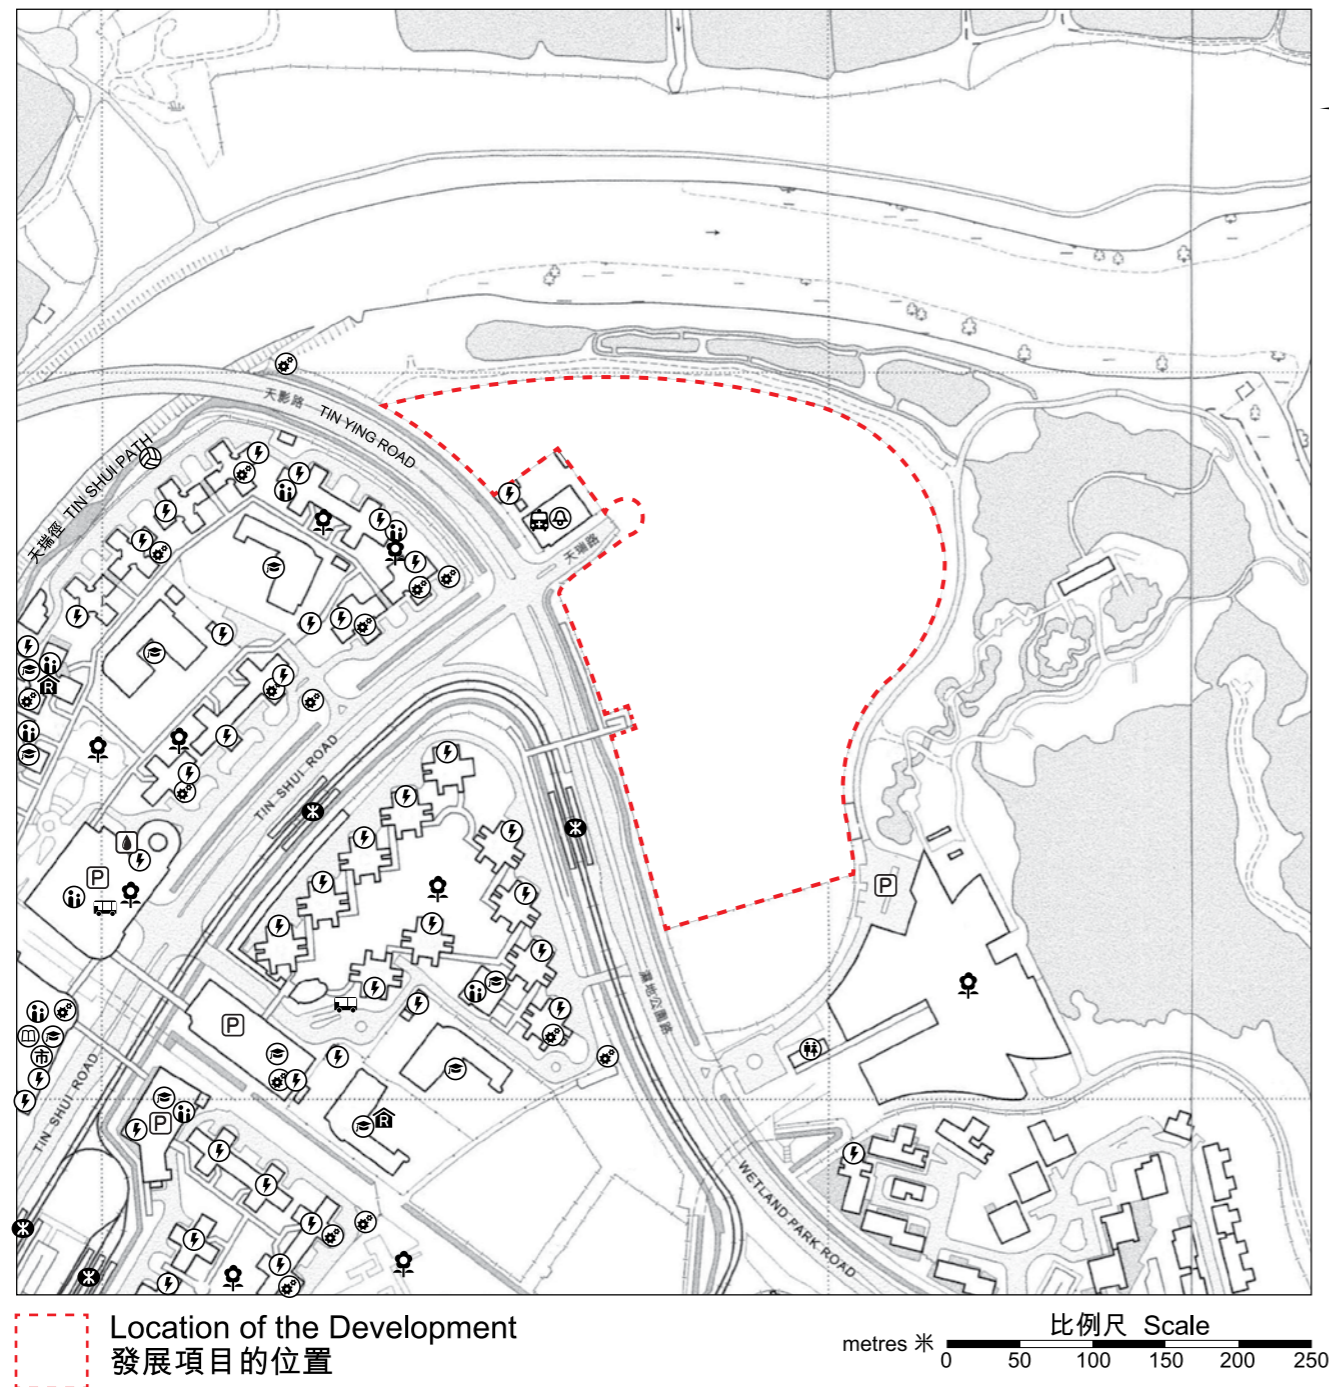 天影路 TIN YING ROAD
天瑞徑 TIN SHUI PATH
天瑞路
R
TIN SHUI ROAD
P
P
P
濕地公園路
P
市
TIN SHUI ROAD
R
WETLAND PARK ROAD
Location of the Development
發展項目的位置
比例尺 Scale
metres 米
0 50 100 150 200 250